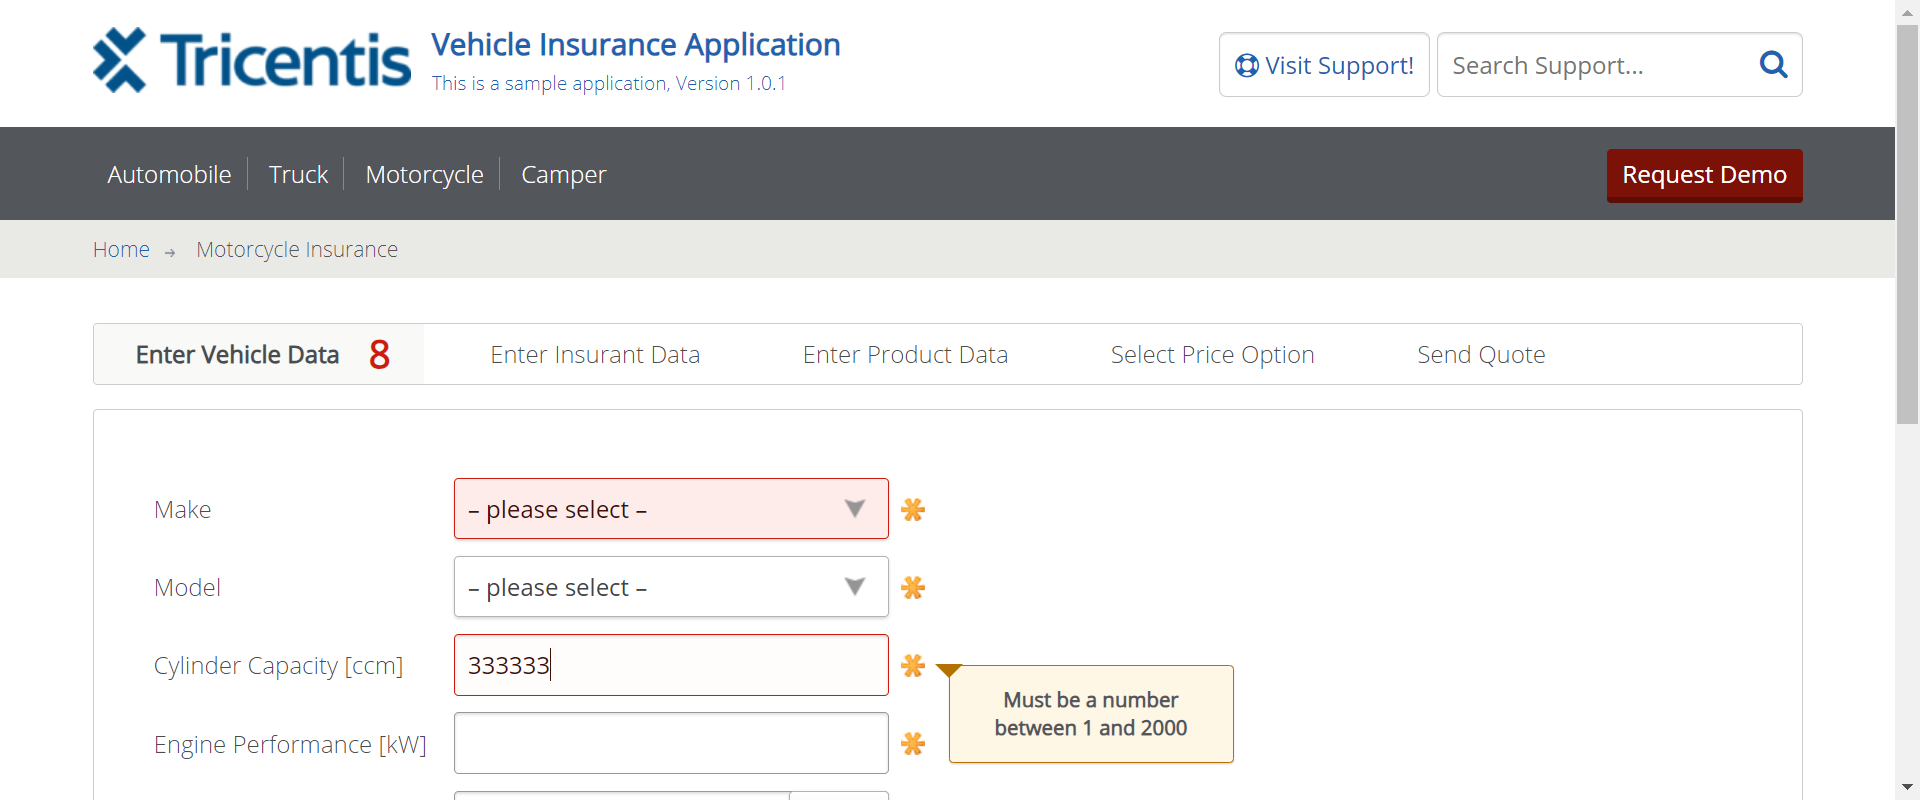 Tricentis
Vehicle Insurance Application
This is a sample application, Version 1.0.1
Visit Support!
Search Support...
Automobile
Truck
Motorcycle
Camper
Request Demo
Home
Motorcycle Insurance
Enter Vehicle Data 8
Enter Insurant Data
Enter Product Data
Select Price Option
Send Quote
Make
– please select –
Model
– please select –
Cylinder Capacity [ccm]
333333
Must be a number
between 1 and 2000
Engine Performance [kW]